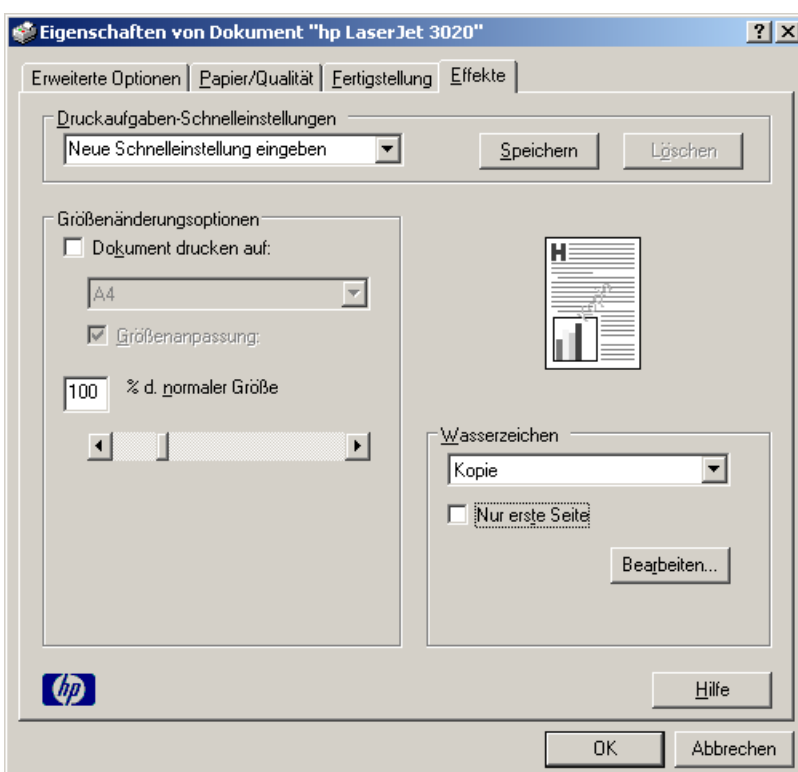 Eigenschaften von Dokument "hp LaserJet 3020"
Erweiterte Optionen Papier/Qualität Fertigstellung Effekte
Druckaufgaben-Schnelleinstellungen
Neue Schnelleinstellung eingeben Speichern Löschen
Größenänderungsoptionen
Dokument drucken auf:
A4
Größenanpassung:
100 % d. normaler Größe
H
Wasserzeichen
Kopie
Nur erste Seite
Bearbeiten...
hp Hilfe
OK Abbrechen